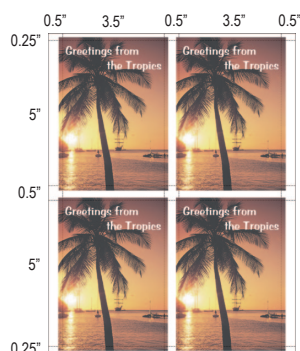 0.5” 3.5” 0.5” 3.5” 0.5”
0.25”
Greetings from
the Tropics
Greetings from
the Tropics
5”
0.5”
Greetings from
the Tropics
Greetings from
the Tropics
5”
0.25”